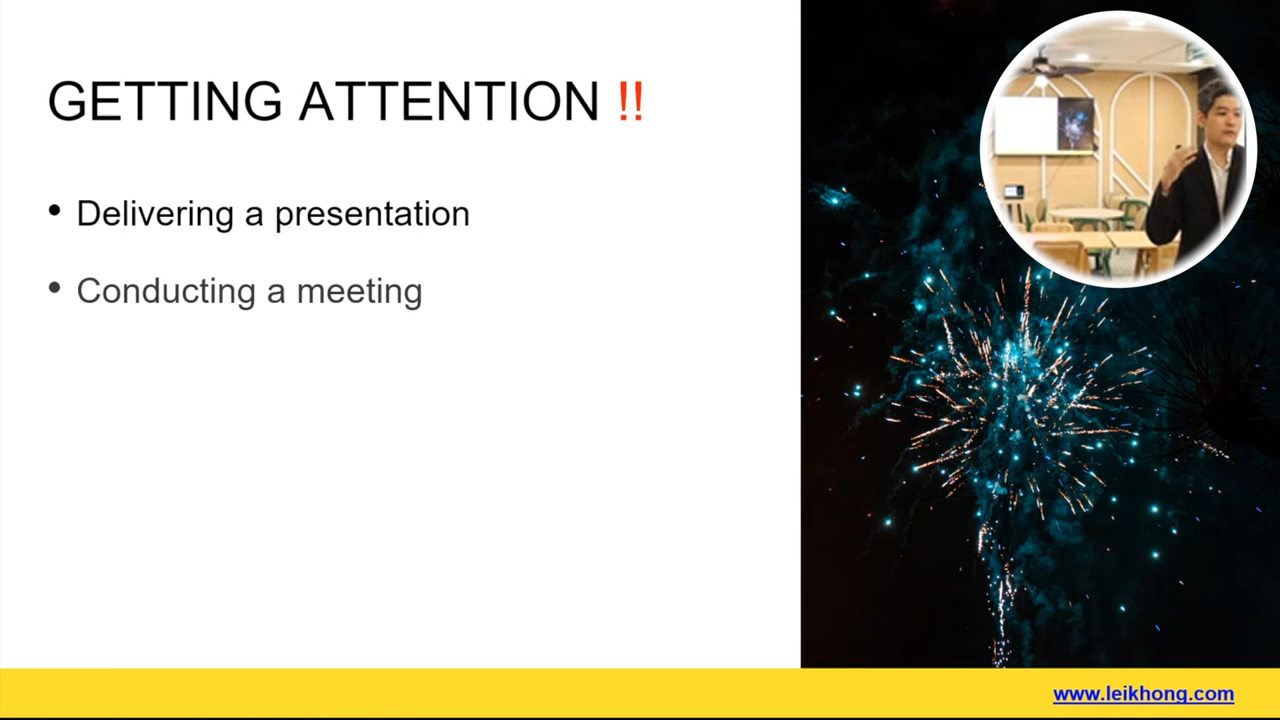 GETTING ATTENTION !!
• Delivering a presentation
• Conducting a meeting
www.leikhong.com